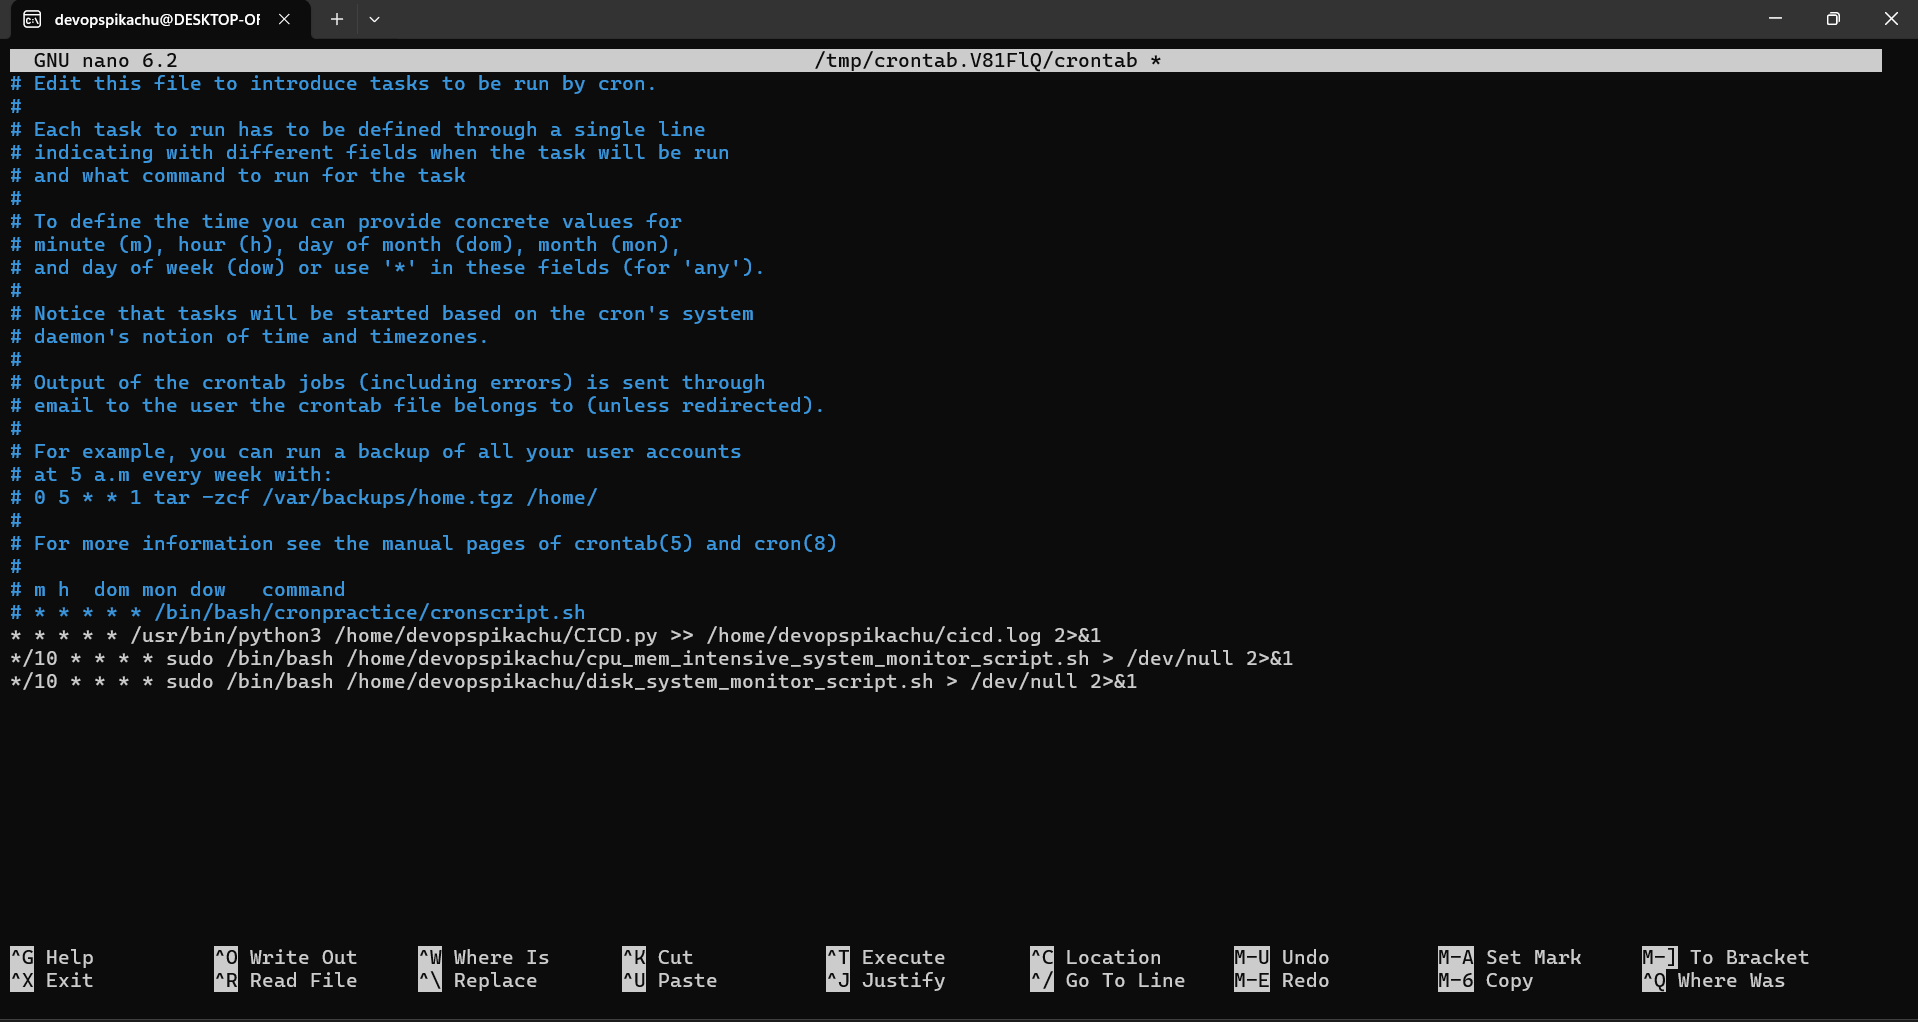 devopspikachu@DESKTOP-OF
GNU nano 6.2 /tmp/crontab.V81FlQ/crontab *
# Edit this file to introduce tasks to be run by cron.
#
# Each task to run has to be defined through a single line
# indicating with different fields when the task will be run
# and what command to run for the task
#
# To define the time you can provide concrete values for
# minute (m), hour (h), day of month (dom), month (mon),
# and day of week (dow) or use '*' in these fields (for 'any').
#
# Notice that tasks will be started based on the cron's system
# daemon's notion of time and timezones.
#
# Output of the crontab jobs (including errors) is sent through
# email to the user the crontab file belongs to (unless redirected).
#
# For example, you can run a backup of all your user accounts
# at 5 a.m every week with:
# 0 5 * * 1 tar -zcf /var/backups/home.tgz /home/
#
# For more information see the manual pages of crontab(5) and cron(8)
#
# m h  dom mon dow   command
# * * * * * /bin/bash/cronpractice/cronscript.sh
* * * * * /usr/bin/python3 /home/devopspikachu/CICD.py >> /home/devopspikachu/cicd.log 2>&1
*/10 * * * * sudo /bin/bash /home/devopspikachu/cpu_mem_intensive_system_monitor_script.sh > /dev/null 2>&1
*/10 * * * * sudo /bin/bash /home/devopspikachu/disk_system_monitor_script.sh > /dev/null 2>&1
^G Help ^O Write Out ^W Where Is ^K Cut ^T Execute ^C Location M-U Undo M-A Set Mark M-] To Bracket
^X Exit ^R Read File ^\ Replace ^U Paste ^J Justify ^/ Go To Line M-E Redo M-6 Copy ^Q Where Was